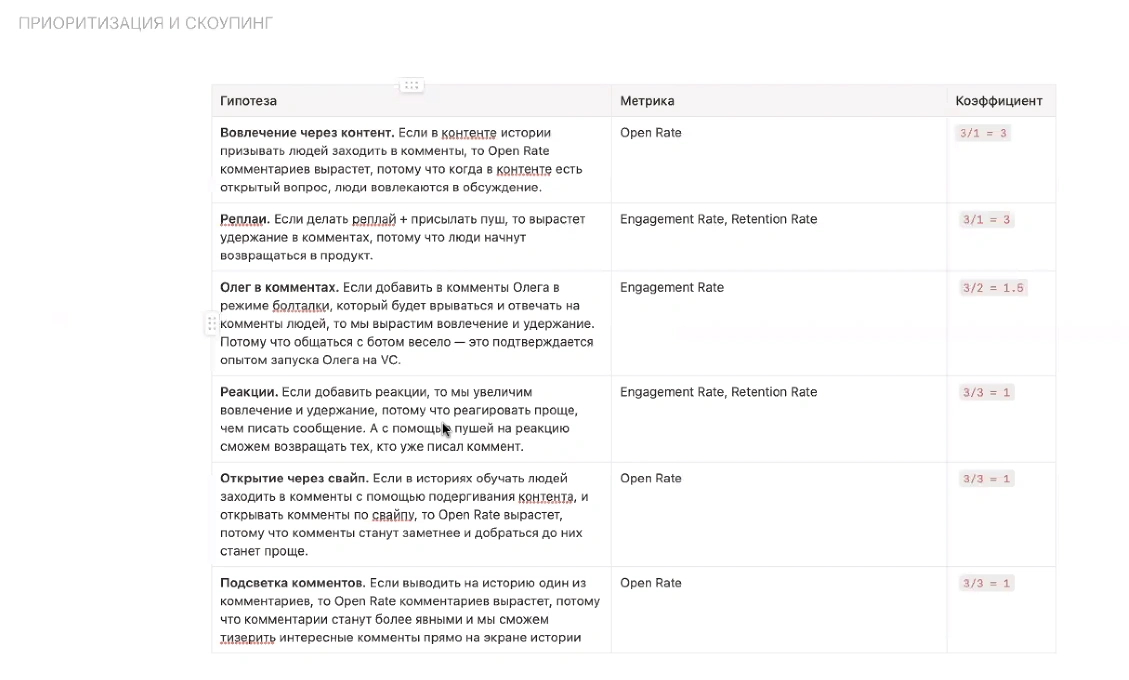 ПРИОРИТИЗАЦИЯ И СКОУПИНГ
Гипотеза
Метрика
Коэффициент
Вовлечение через контент. Если в контенте истории
призывать людей заходить в комменты, то Open Rate
комментариев вырастет, потому что когда в контенте есть
открытый вопрос, люди вовлекаются в обсуждение.
Open Rate
3/1 = 3
Реплаи. Если делать реплай + присылать пуш, то вырастет
удержание в комментах, потому что люди начнут
возвращаться в продукт.
Engagement Rate, Retention Rate
3/1 = 3
Олег в комментах. Если добавить в комменты Олега в
режиме болталки, который будет врываться и отвечать на
комменты людей, то мы вырастим вовлечение и удержание.
Потому что общаться с ботом весело — это подтверждается
опытом запуска Олега на VC.
Engagement Rate
3/2 = 1.5
Реакции. Если добавить реакции, то мы увеличим
вовлечение и удержание, потому что реагировать проще,
чем писать сообщение. А с помощью пушей на реакцию
сможем возвращать тех, кто уже писал коммент.
Engagement Rate, Retention Rate
3/3 = 1
Открытие через свайп. Если в историях обучать людей
заходить в комменты с помощью подергивания контента, и
открывать комменты по свайпу, то Open Rate вырастет,
потому что комменты станут заметнее и добраться до них
станет проще.
Open Rate
3/3 = 1
Подсветка комментов. Если выводить на историю один из
комментариев, то Open Rate комментариев вырастет, потому
что комментарии станут более явными и мы сможем
тизерить интересные комменты прямо на экране истории
Open Rate
3/3 = 1